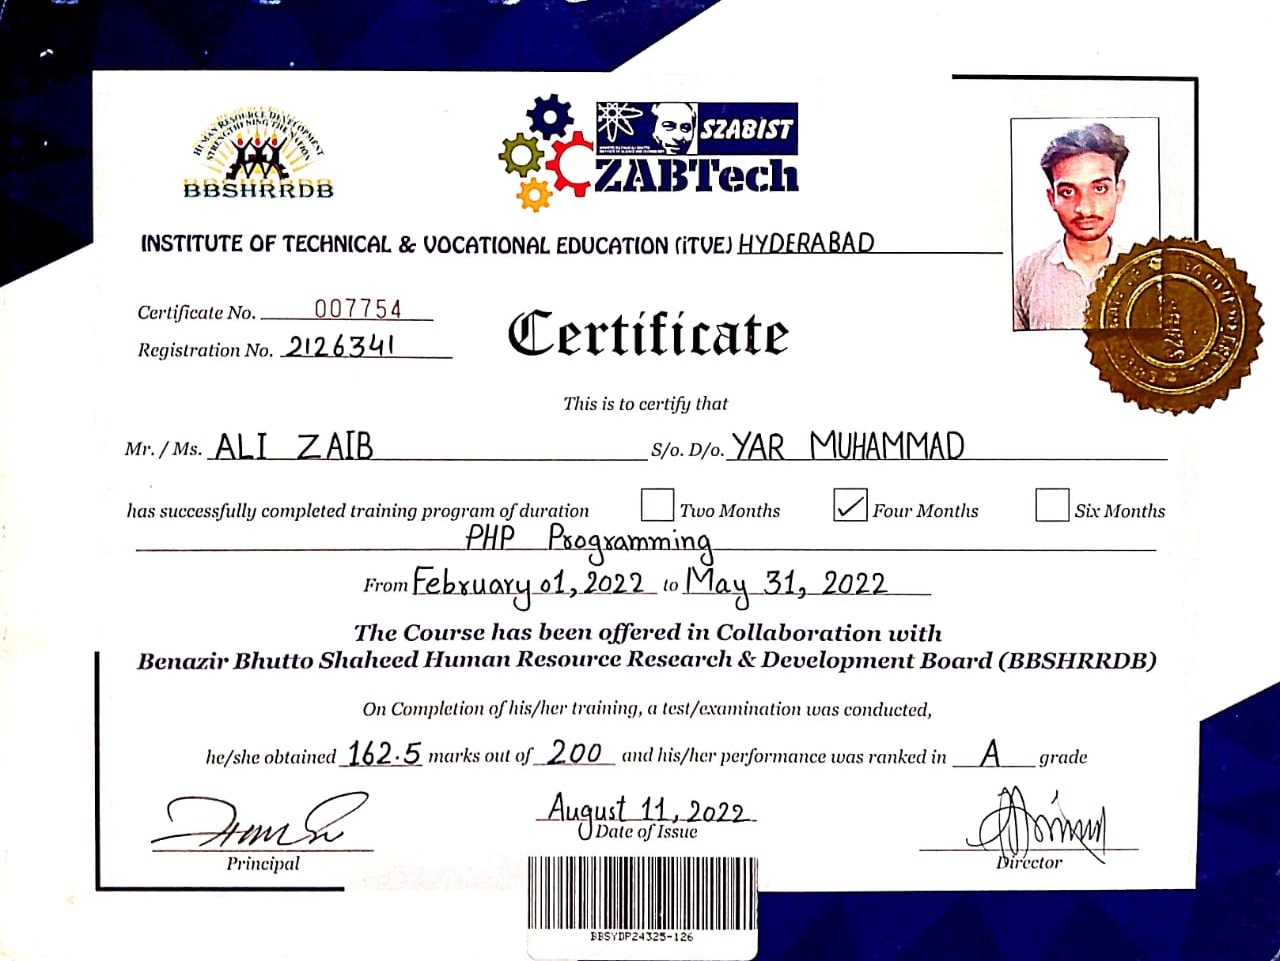 HUMAN RESOURCE DEVELOPMENT
STRENGTHENING THE NATION
BBSHRRDB
SZABIST
ZABTech
INSTITUTE OF TECHNICAL & VOCATIONAL EDUCATION (iTVE) HYDERABAD
Certificate No. 007754
Registration No. 2126341
Certificate
This is to certify that
Mr. / Ms. ALI ZAIB S/o. D/o. YAR MUHAMMAD
has successfully completed training program of duration Two Months Four Months Six Months
PHP Programming
From February 01, 2022 to May 31, 2022
The Course has been offered in Collaboration with
Benazir Bhutto Shaheed Human Resource Research & Development Board (BBSHRRDB)
On Completion of his/her training, a test/examination was conducted,
he/she obtained 162.5 marks out of 200 and his/her performance was ranked in A grade
August 11, 2022
Principal Date of Issue Director
BBSYDP24325-126